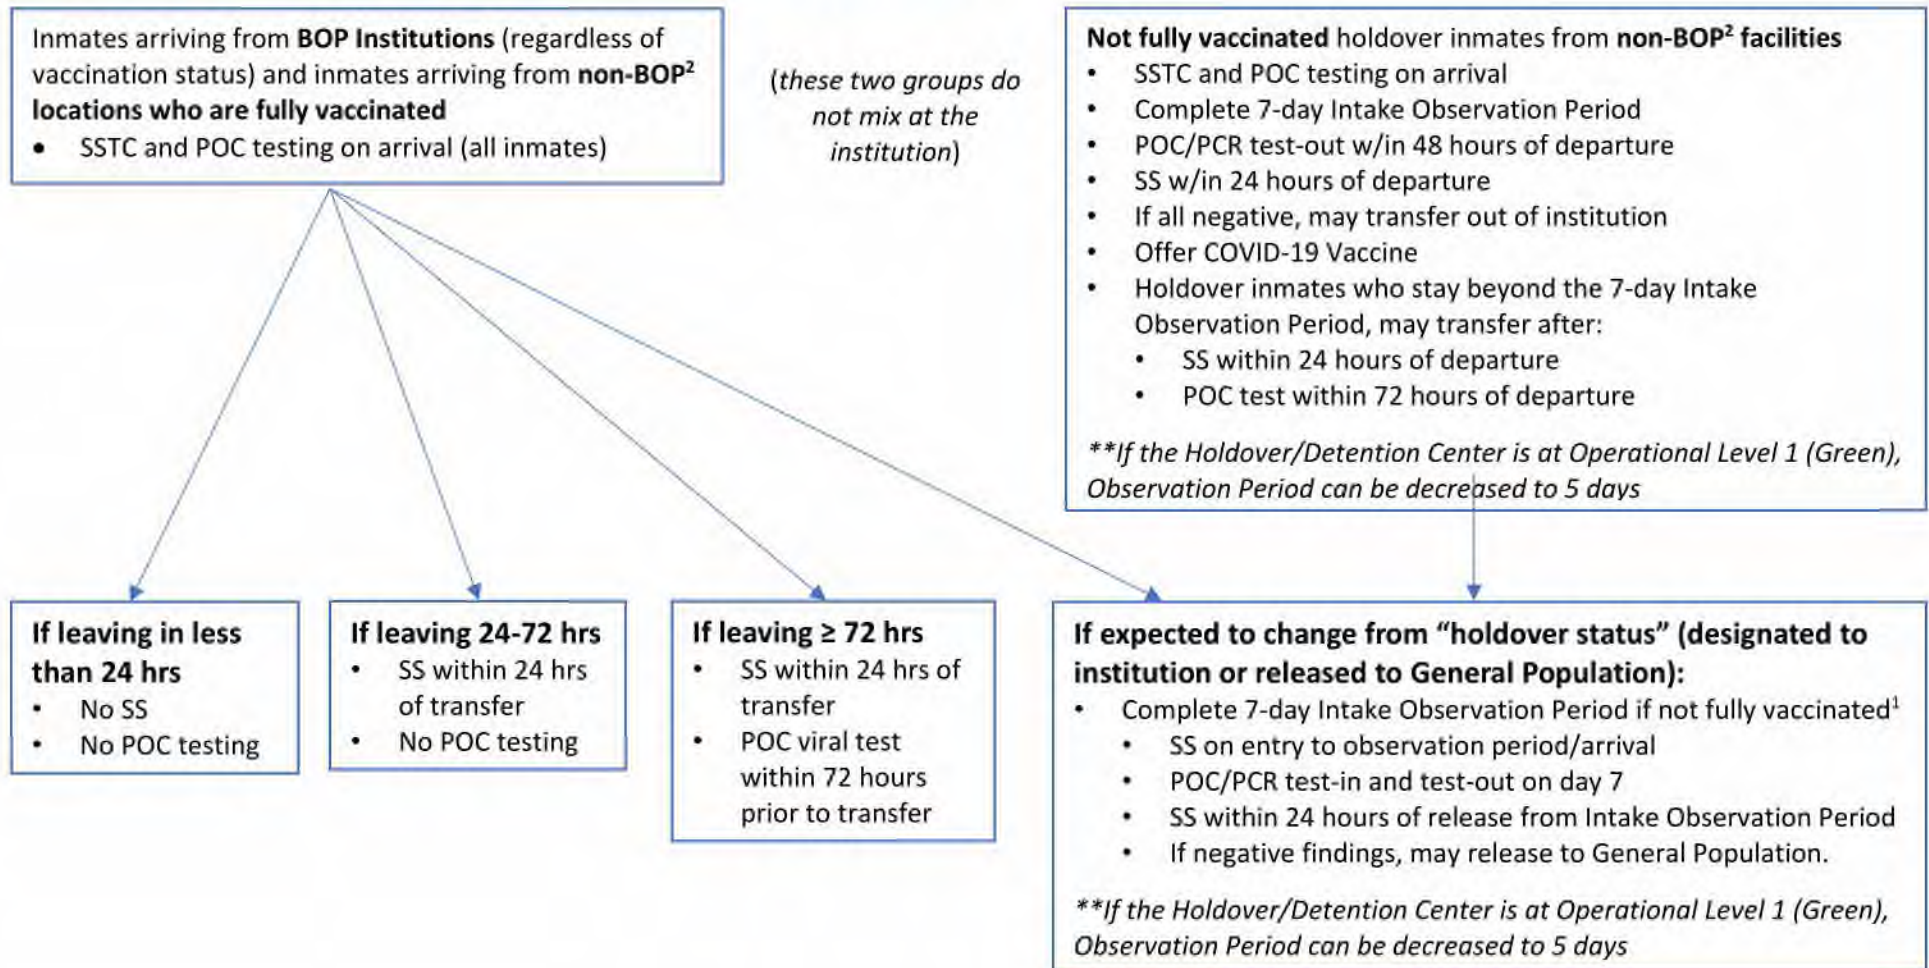 Inmates arriving from BOP Institutions (regardless of
vaccination status) and inmates arriving from non-BOP²
locations who are fully vaccinated
• SSTC and POC testing on arrival (all inmates)
(these two groups do
not mix at the
institution)
Not fully vaccinated holdover inmates from non-BOP² facilities
• SSTC and POC testing on arrival
• Complete 7-day Intake Observation Period
• POC/PCR test-out w/in 48 hours of departure
• SS w/in 24 hours of departure
• If all negative, may transfer out of institution
• Offer COVID-19 Vaccine
• Holdover inmates who stay beyond the 7-day Intake
Observation Period, may transfer after:
• SS within 24 hours of departure
• POC test within 72 hours of departure
**If the Holdover/Detention Center is at Operational Level 1 (Green),
Observation Period can be decreased to 5 days
If leaving in less
than 24 hrs
• No SS
• No POC testing
If leaving 24-72 hrs
• SS within 24 hrs
of transfer
• No POC testing
If leaving ≥ 72 hrs
• SS within 24 hrs of
transfer
• POC viral test
within 72 hours
prior to transfer
If expected to change from “holdover status” (designated to
institution or released to General Population):
• Complete 7-day Intake Observation Period if not fully vaccinated¹
• SS on entry to observation period/arrival
• POC/PCR test-in and test-out on day 7
• SS within 24 hours of release from Intake Observation Period
• If negative findings, may release to General Population.
**If the Holdover/Detention Center is at Operational Level 1 (Green),
Observation Period can be decreased to 5 days